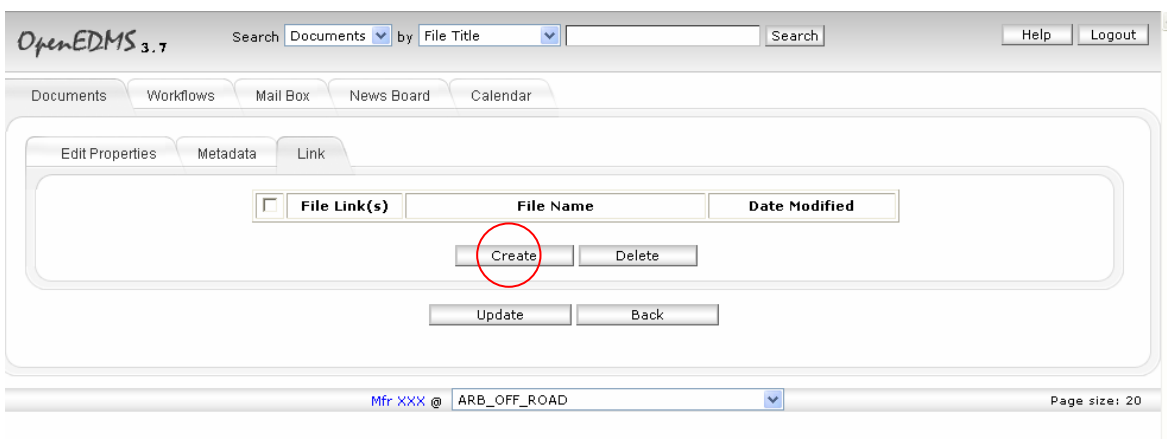 OpenEDMS 3.7 Search Documents by File Title Search Help Logout
Documents Workflows Mail Box News Board Calendar
Edit Properties Metadata Link
File Link(s) File Name Date Modified
Create Delete
Update Back
Mfr XXX @ ARB_OFF_ROAD Page size: 20